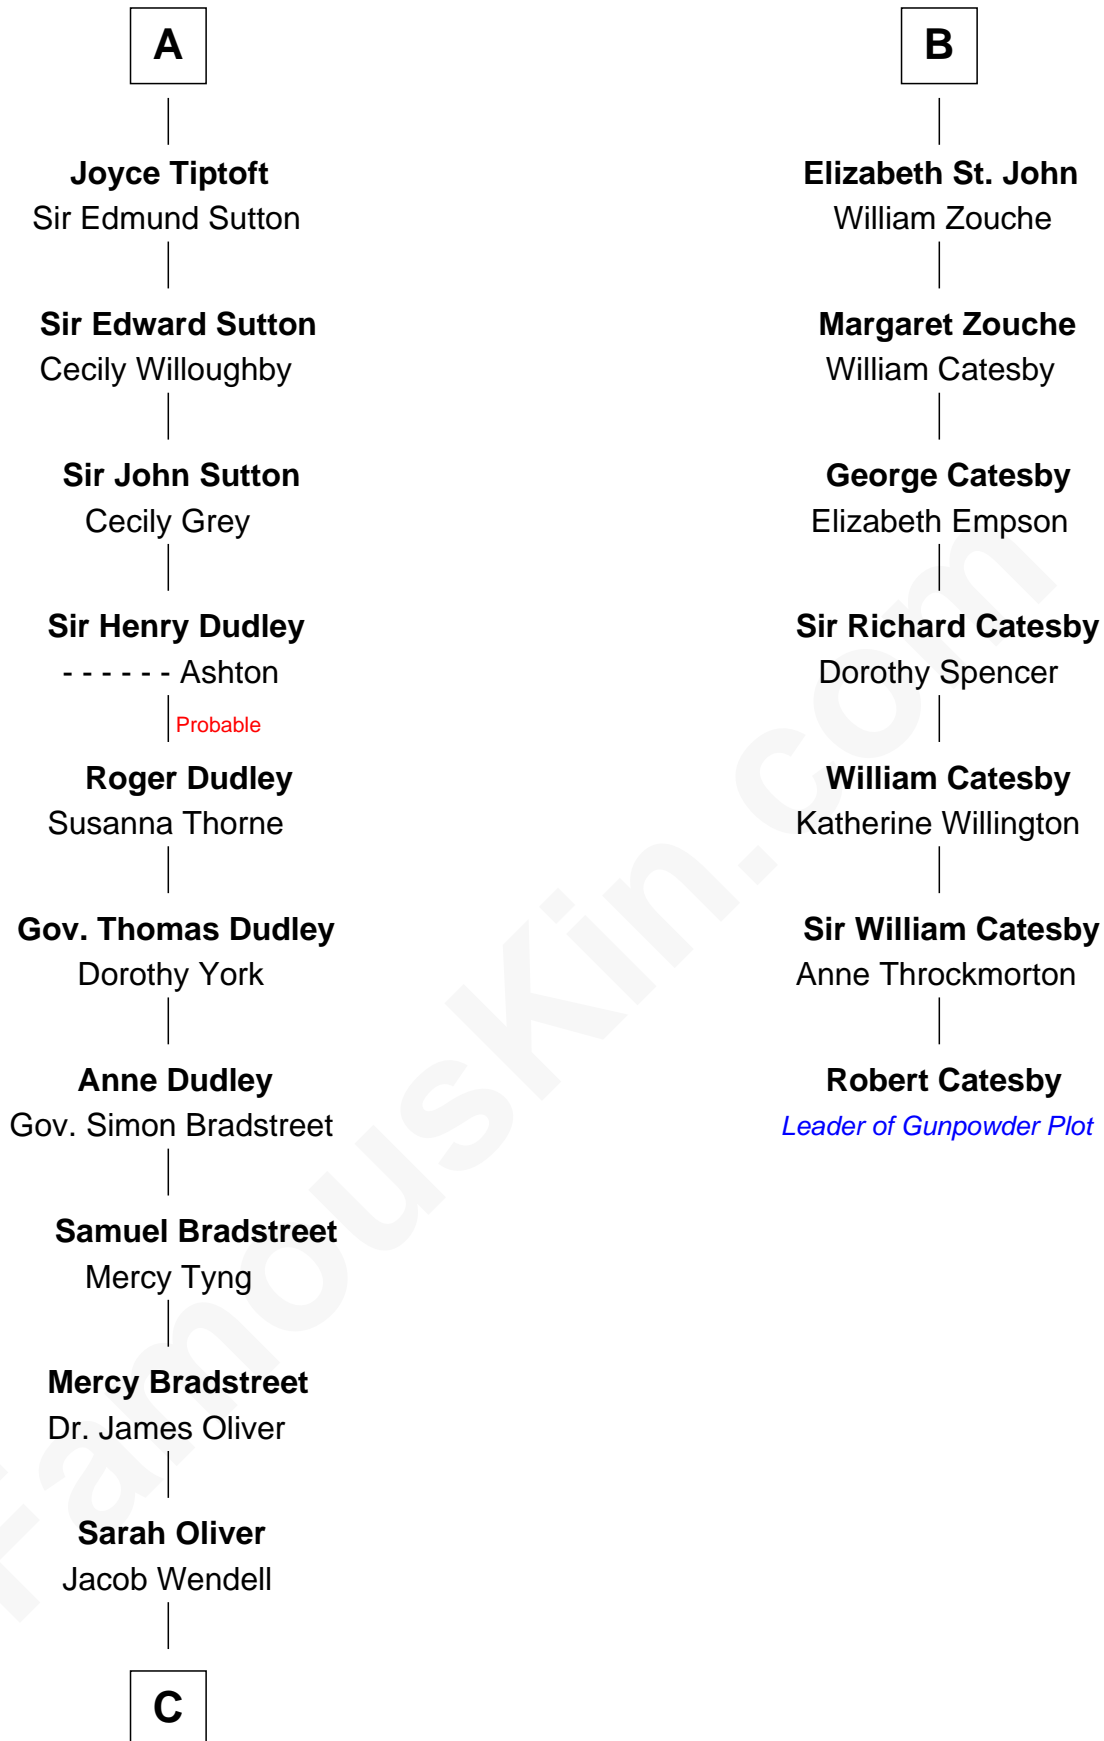 A
Joyce Tiptoft
Sir Edmund Sutton
Sir Edward Sutton
Cecily Willoughby
Sir John Sutton
Cecily Grey
Sir Henry Dudley
- - - - - - Ashton
Probable
Roger Dudley
Susanna Thorne
Gov. Thomas Dudley
Dorothy York
Anne Dudley
Gov. Simon Bradstreet
Samuel Bradstreet
Mercy Tyng
Mercy Bradstreet
Dr. James Oliver
Sarah Oliver
Jacob Wendell
C
B
Elizabeth St. John
William Zouche
Margaret Zouche
William Catesby
George Catesby
Elizabeth Empson
Sir Richard Catesby
Dorothy Spencer
William Catesby
Katherine Willington
Sir William Catesby
Anne Throckmorton
Robert Catesby
Leader of Gunpowder Plot
FamousKin.com